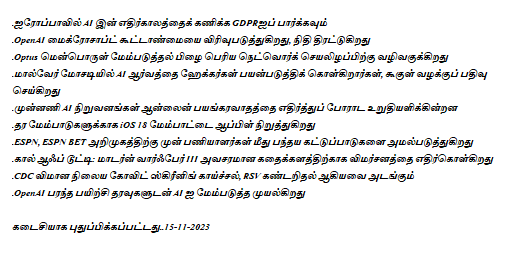 .ஐரோப்பாவில் AI இன் எதிர்காலத்தைக் கணிக்க GDPRஐப் பார்க்கவும்
.OpenAI மைக்ரோசாப்ட் கூட்டாண்மையை விரிவுபடுத்துகிறது, நிதி திரட்டுகிறது
.Optus மென்பொருள் மேம்படுத்தல் பிழை பெரிய நெட்வொர்க் செயலிழப்பிற்கு வழிவகுக்கிறது
.மால்வேர் மோசடியில் AI ஆர்வத்தை ஹேக்கர்கள் பயன்படுத்திக் கொள்கிறார்கள், கூகுள் வழக்குப் பதிவு
செய்கிறது
.முன்னணி AI நிறுவனங்கள் ஆன்லைன் பயங்கரவாதத்தை எதிர்த்துப் போராட உறுதியளிக்கின்றன
.தர மேம்பாடுகளுக்காக iOS 18 மேம்பாட்டை ஆப்பிள் நிறுத்துகிறது
.ESPN, ESPN BET அறிமுகத்திற்கு முன் பணியாளர்கள் மீது பந்தய கட்டுப்பாடுகளை அமல்படுத்துகிறது
.கால் ஆஃப் டூட்டி: மாடர்ன் வார்ஃபேர் III அவசரமான கதைக்களத்திற்காக விமர்சனத்தை எதிர்கொள்கிறது
.CDC விமான நிலைய கோவிட் ஸ்கிரீனிங் காய்ச்சல், RSV கண்டறிதல் ஆகியவை அடங்கும்
.OpenAI பரந்த பயிற்சி தரவுகளுடன் AI ஐ மேம்படுத்த முயல்கிறது
கடைசியாக புதுப்பிக்கப்பட்டது..15-11-2023